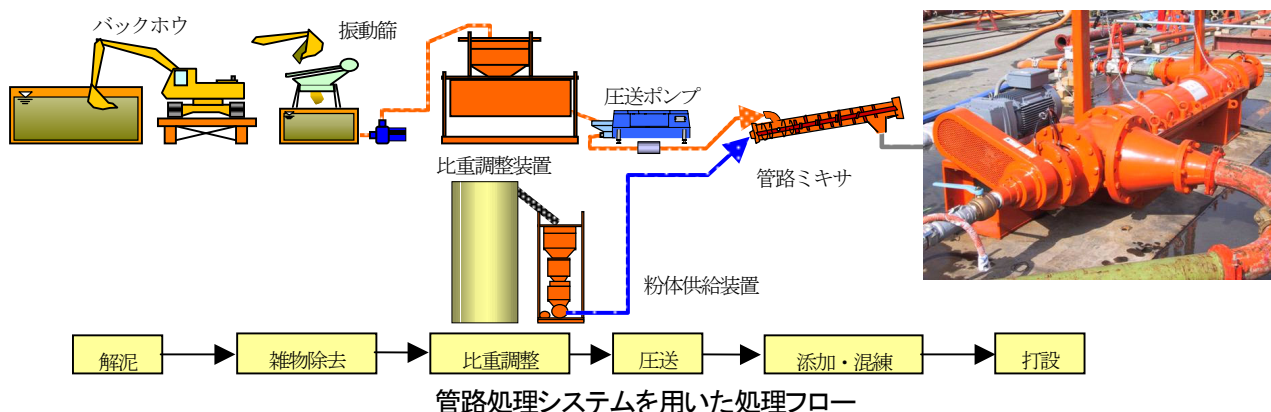 バックホウ
振動篩
圧送ポンプ
比重調整装置
管路ミキサ
粉体供給装置
解泥
雑物除去
比重調整
圧送
添加・混練
打設
管路処理システムを用いた処理フロー